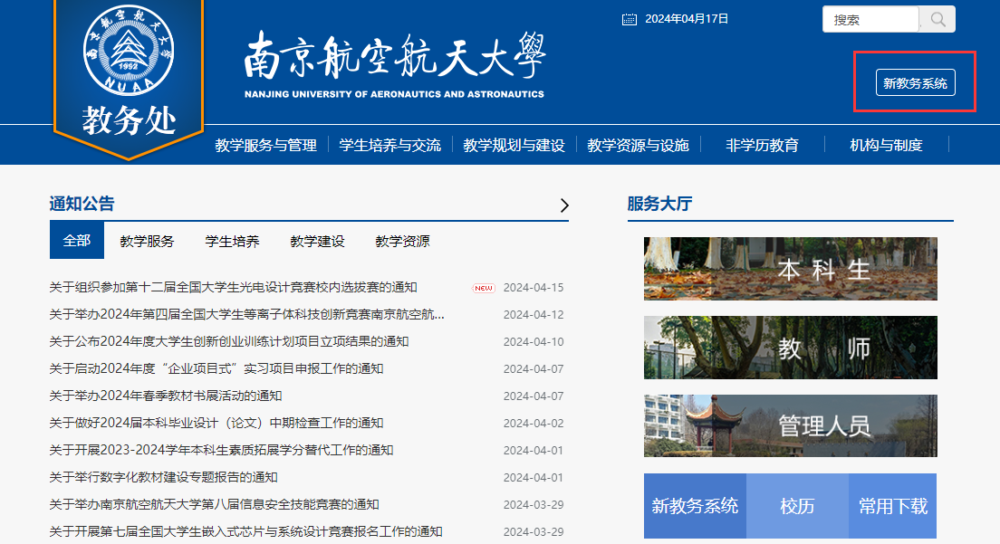 南京航空航天大学
1952
NUAA
教务处
南京航空航天大學
NANJING UNIVERSITY OF AERONAUTICS AND ASTRONAUTICS
2024年04月17日
搜索
新教务系统
教学服务与管理 学生培养与交流 教学规划与建设 教学资源与设施 非学历教育 机构与制度
通知公告
全部 教学服务 学生培养 教学建设 教学资源
关于组织参加第十二届全国大学生光电设计竞赛校内选拔赛的通知 NEW 2024-04-15
关于举办2024年第四届全国大学生等离子体科技创新竞赛南京航空航... 2024-04-12
关于公布2024年度大学生创新创业训练计划项目立项结果的通知 2024-04-10
关于启动2024年度“企业项目式”实习项目申报工作的通知 2024-04-07
关于举办2024年春季教材书展活动的通知 2024-04-07
关于做好2024届本科毕业设计（论文）中期检查工作的通知 2024-04-02
关于开展2023-2024学年本科生素质拓展学分替代工作的通知 2024-04-01
关于举行数字化教材建设专题报告的通知 2024-04-01
关于举办南京航空航天大学第八届信息安全技能竞赛的通知 2024-03-29
关于开展第七届全国大学生嵌入式芯片与系统设计竞赛报名工作的通知 2024-03-29
服务大厅
本科生
教师
管理人员
新教务系统 校历 常用下载